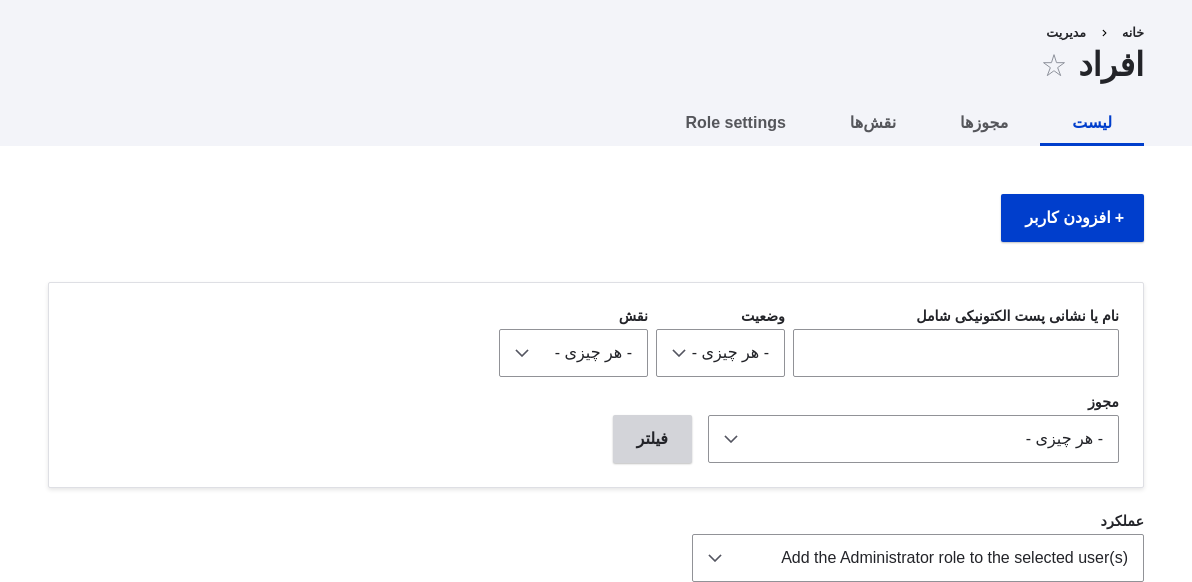 خانه › مدیریت
افراد
لیست مجوزها نقش‌ها Role settings
+ افزودن کاربر
نام یا نشانی پست الکتونیکی شامل وضعیت نقش
- هر چیزی - - هر چیزی -
مجوز
- هر چیزی - فیلتر
عملکرد
Add the Administrator role to the selected user(s)